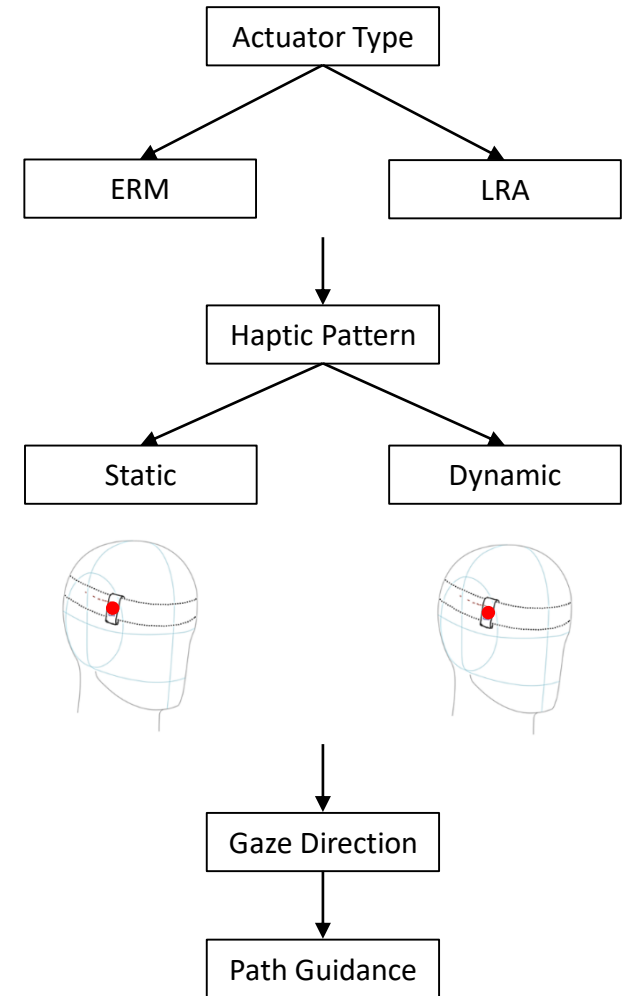 Actuator Type
ERM
LRA
Haptic Pattern
Static
Dynamic
Gaze Direction
Path Guidance